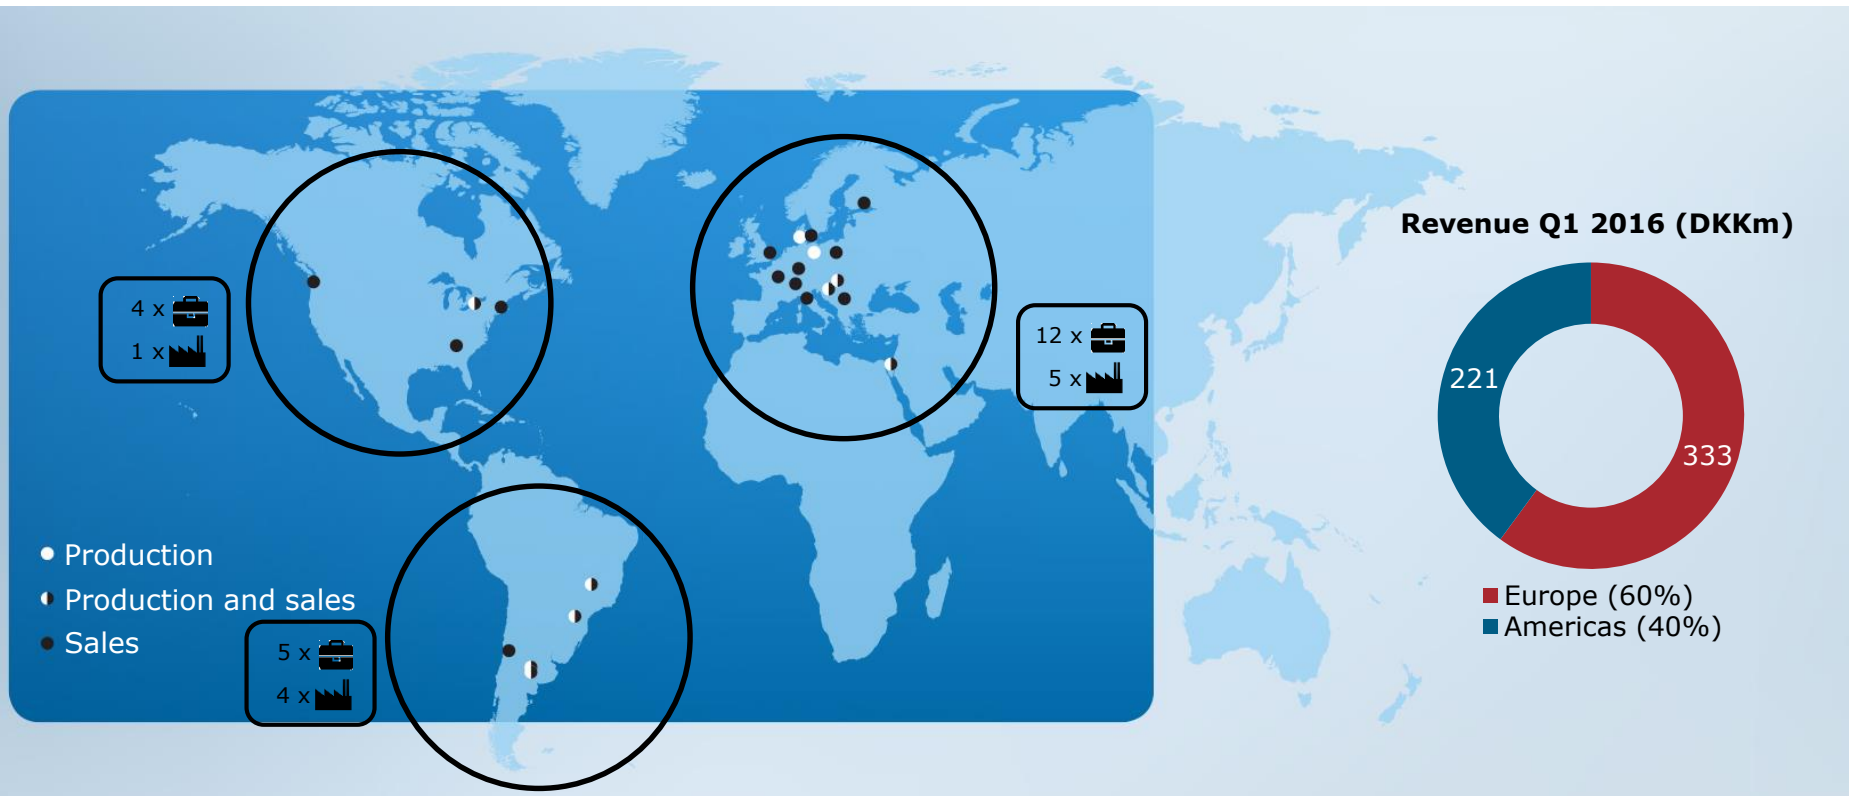 Revenue Q1 2016 (DKKm)
4 x
1 x
12 x
5 x
221
333
Production
Production and sales
Sales
5 x
4 x
Europe (60%)
Americas (40%)